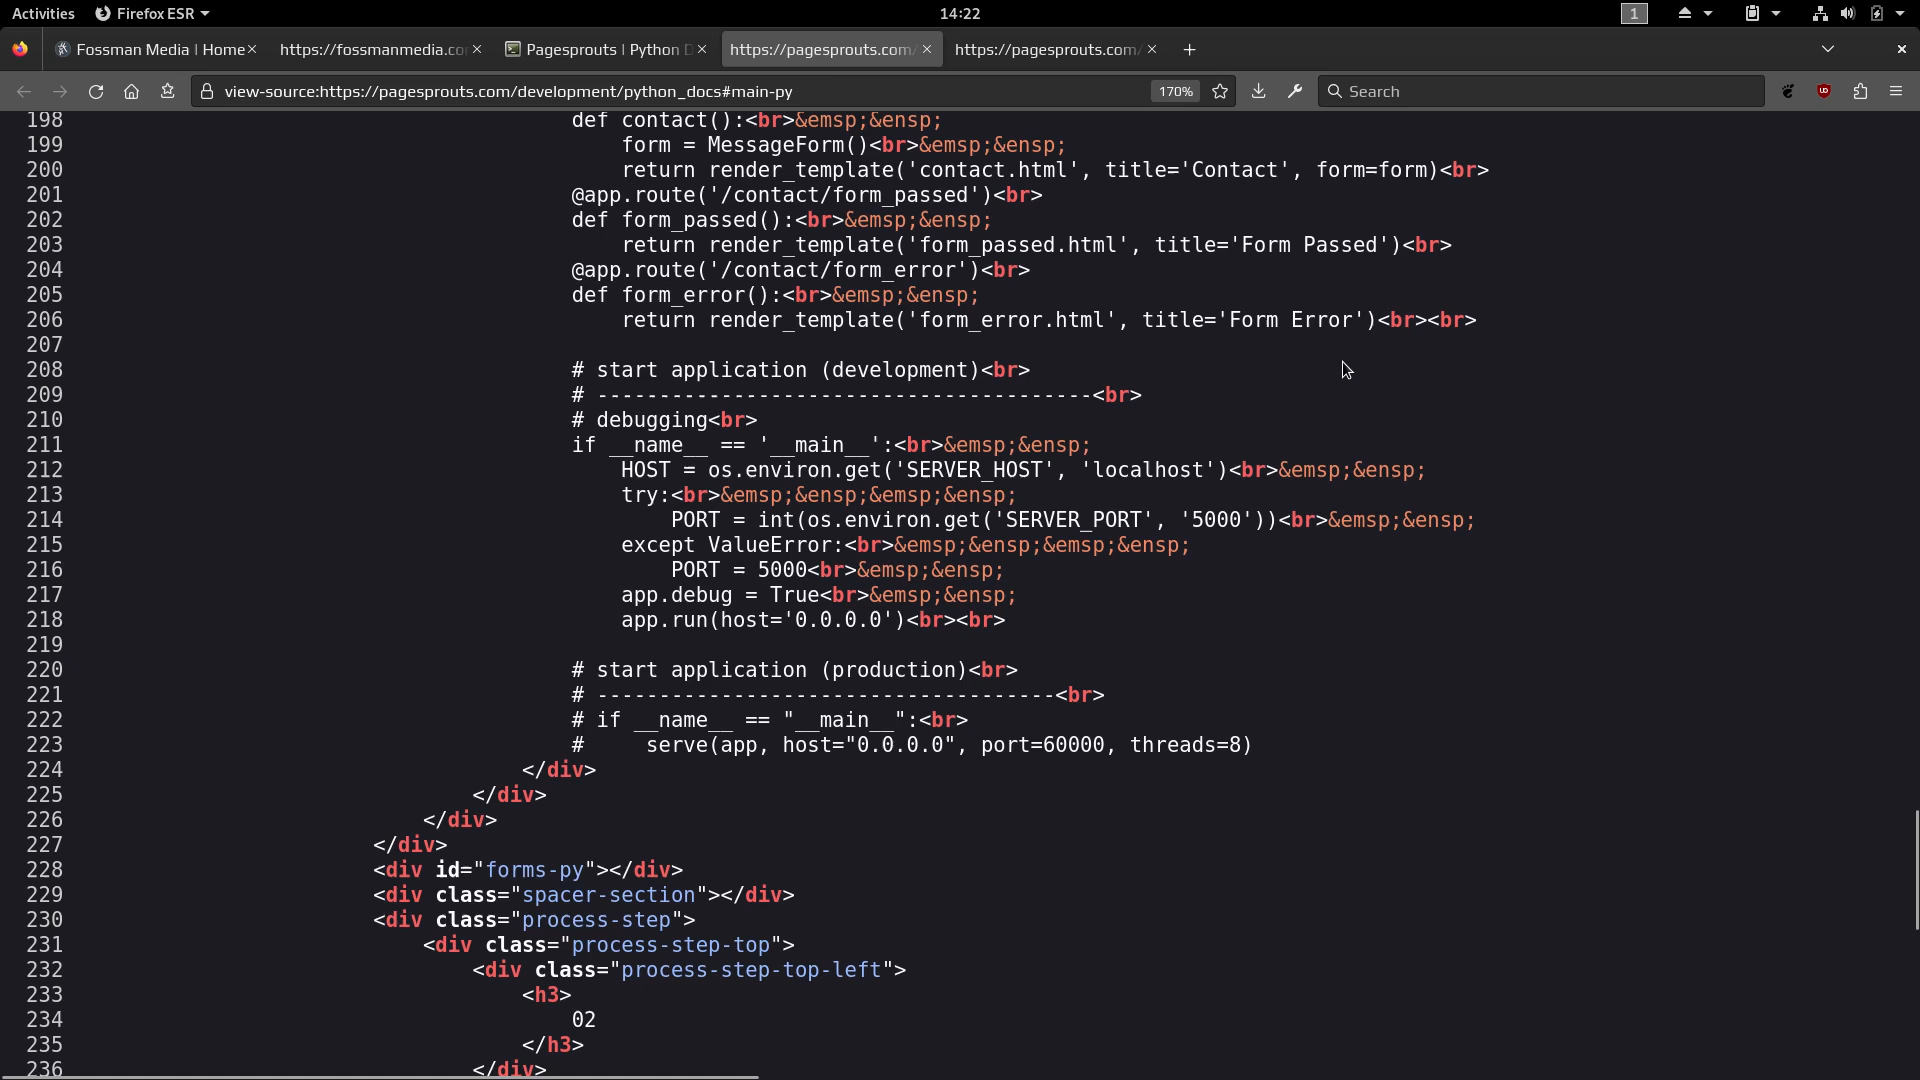 Activities Firefox ESR 14:22 1
Fossman Media | Home https://fossmanmedia.co Pagesprouts | Python D https://pagesprouts.com/ https://pagesprouts.com/
view-source:https://pagesprouts.com/development/python_docs#main-py 170% Search
198 def contact():<br>&emsp;&ensp;
199 form = MessageForm()<br>&emsp;&ensp;
200 return render_template('contact.html', title='Contact', form=form)<br>
201 @app.route('/contact/form_passed')<br>
202 def form_passed():<br>&emsp;&ensp;
203 return render_template('form_passed.html', title='Form Passed')<br>
204 @app.route('/contact/form_error')<br>
205 def form_error():<br>&emsp;&ensp;
206 return render_template('form_error.html', title='Form Error')<br><br>
207
208 # start application (development)<br>
209 # ----------------------------------------<br>
210 # debugging<br>
211 if __name__ == '__main__':<br>&emsp;&ensp;
212 HOST = os.environ.get('SERVER_HOST', 'localhost')<br>&emsp;&ensp;
213 try:<br>&emsp;&ensp;&emsp;&ensp;
214 PORT = int(os.environ.get('SERVER_PORT', '5000'))<br>&emsp;&ensp;
215 except ValueError:<br>&emsp;&ensp;&emsp;&ensp;
216 PORT = 5000<br>&emsp;&ensp;
217 app.debug = True<br>&emsp;&ensp;
218 app.run(host='0.0.0.0')<br><br>
219
220 # start application (production)<br>
221 # -------------------------------------<br>
222 # if __name__ == "__main__":<br>
223 #     serve(app, host="0.0.0.0", port=60000, threads=8)
224 </div>
225 </div>
226 </div>
227 </div>
228 <div id="forms-py"></div>
229 <div class="spacer-section"></div>
230 <div class="process-step">
231 <div class="process-step-top">
232 <div class="process-step-top-left">
233 <h3>
234 02
235 </h3>
236 </div>